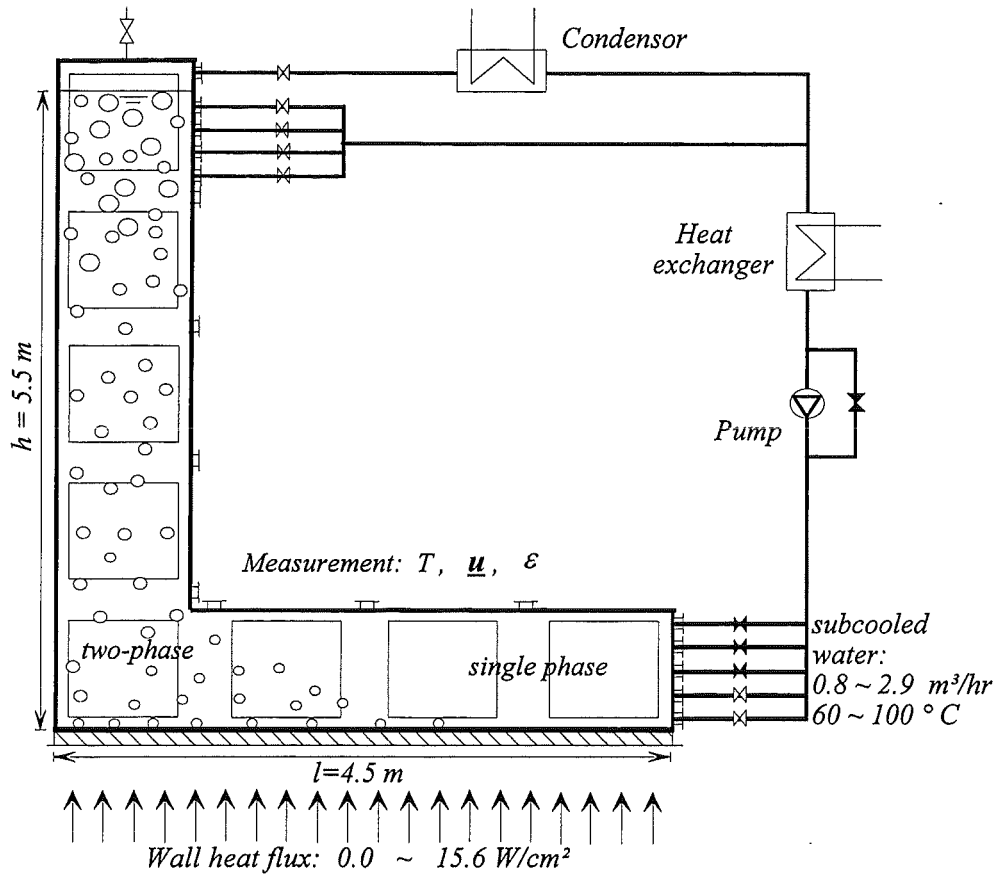 Condensor
Heat
exchanger
h = 5.5 m
Pump
Measurement: T, u, ε
two-phase
single phase
subcooled
water:
0.8 ~ 2.9 m³/hr
60 ~ 100 ° C
l=4.5 m
Wall heat flux: 0.0 ~ 15.6 W/cm²